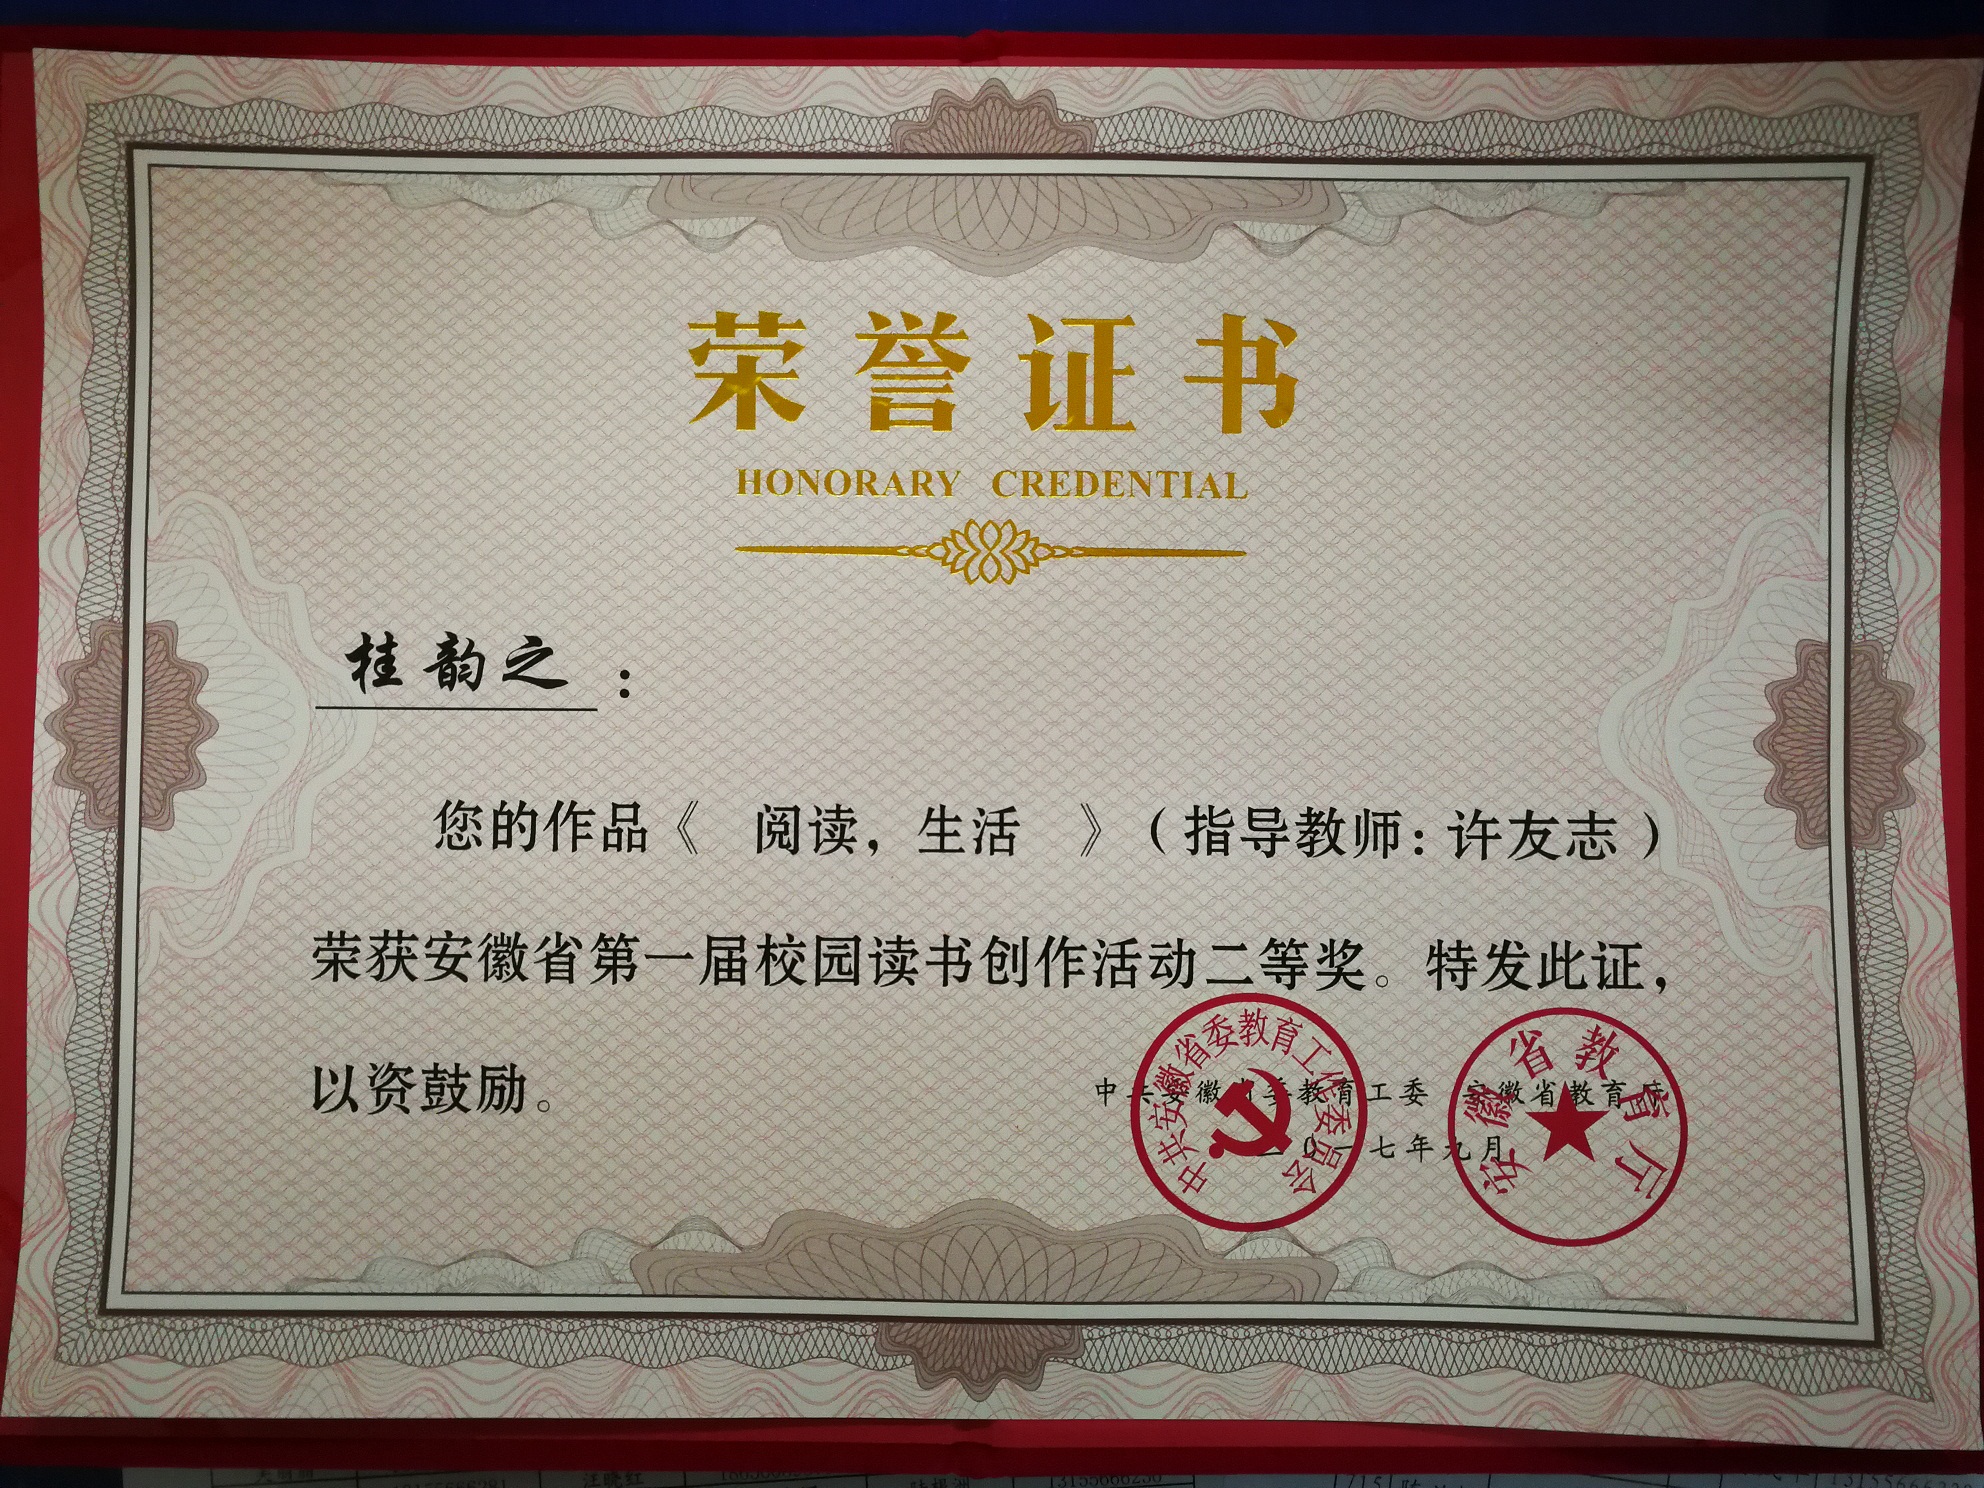 荣誉证书
HONORARY CREDENTIAL
桂韵之：
您的作品《 阅读，生活 》（指导教师：许友志）
荣获安徽省第一届校园读书创作活动二等奖。特发此证，
以资鼓励。
中共安徽省委教育工委 安徽省教育厅
二〇一七年九月
中共安徽省委教育工作委员会
安徽省教育厅
汪晓红